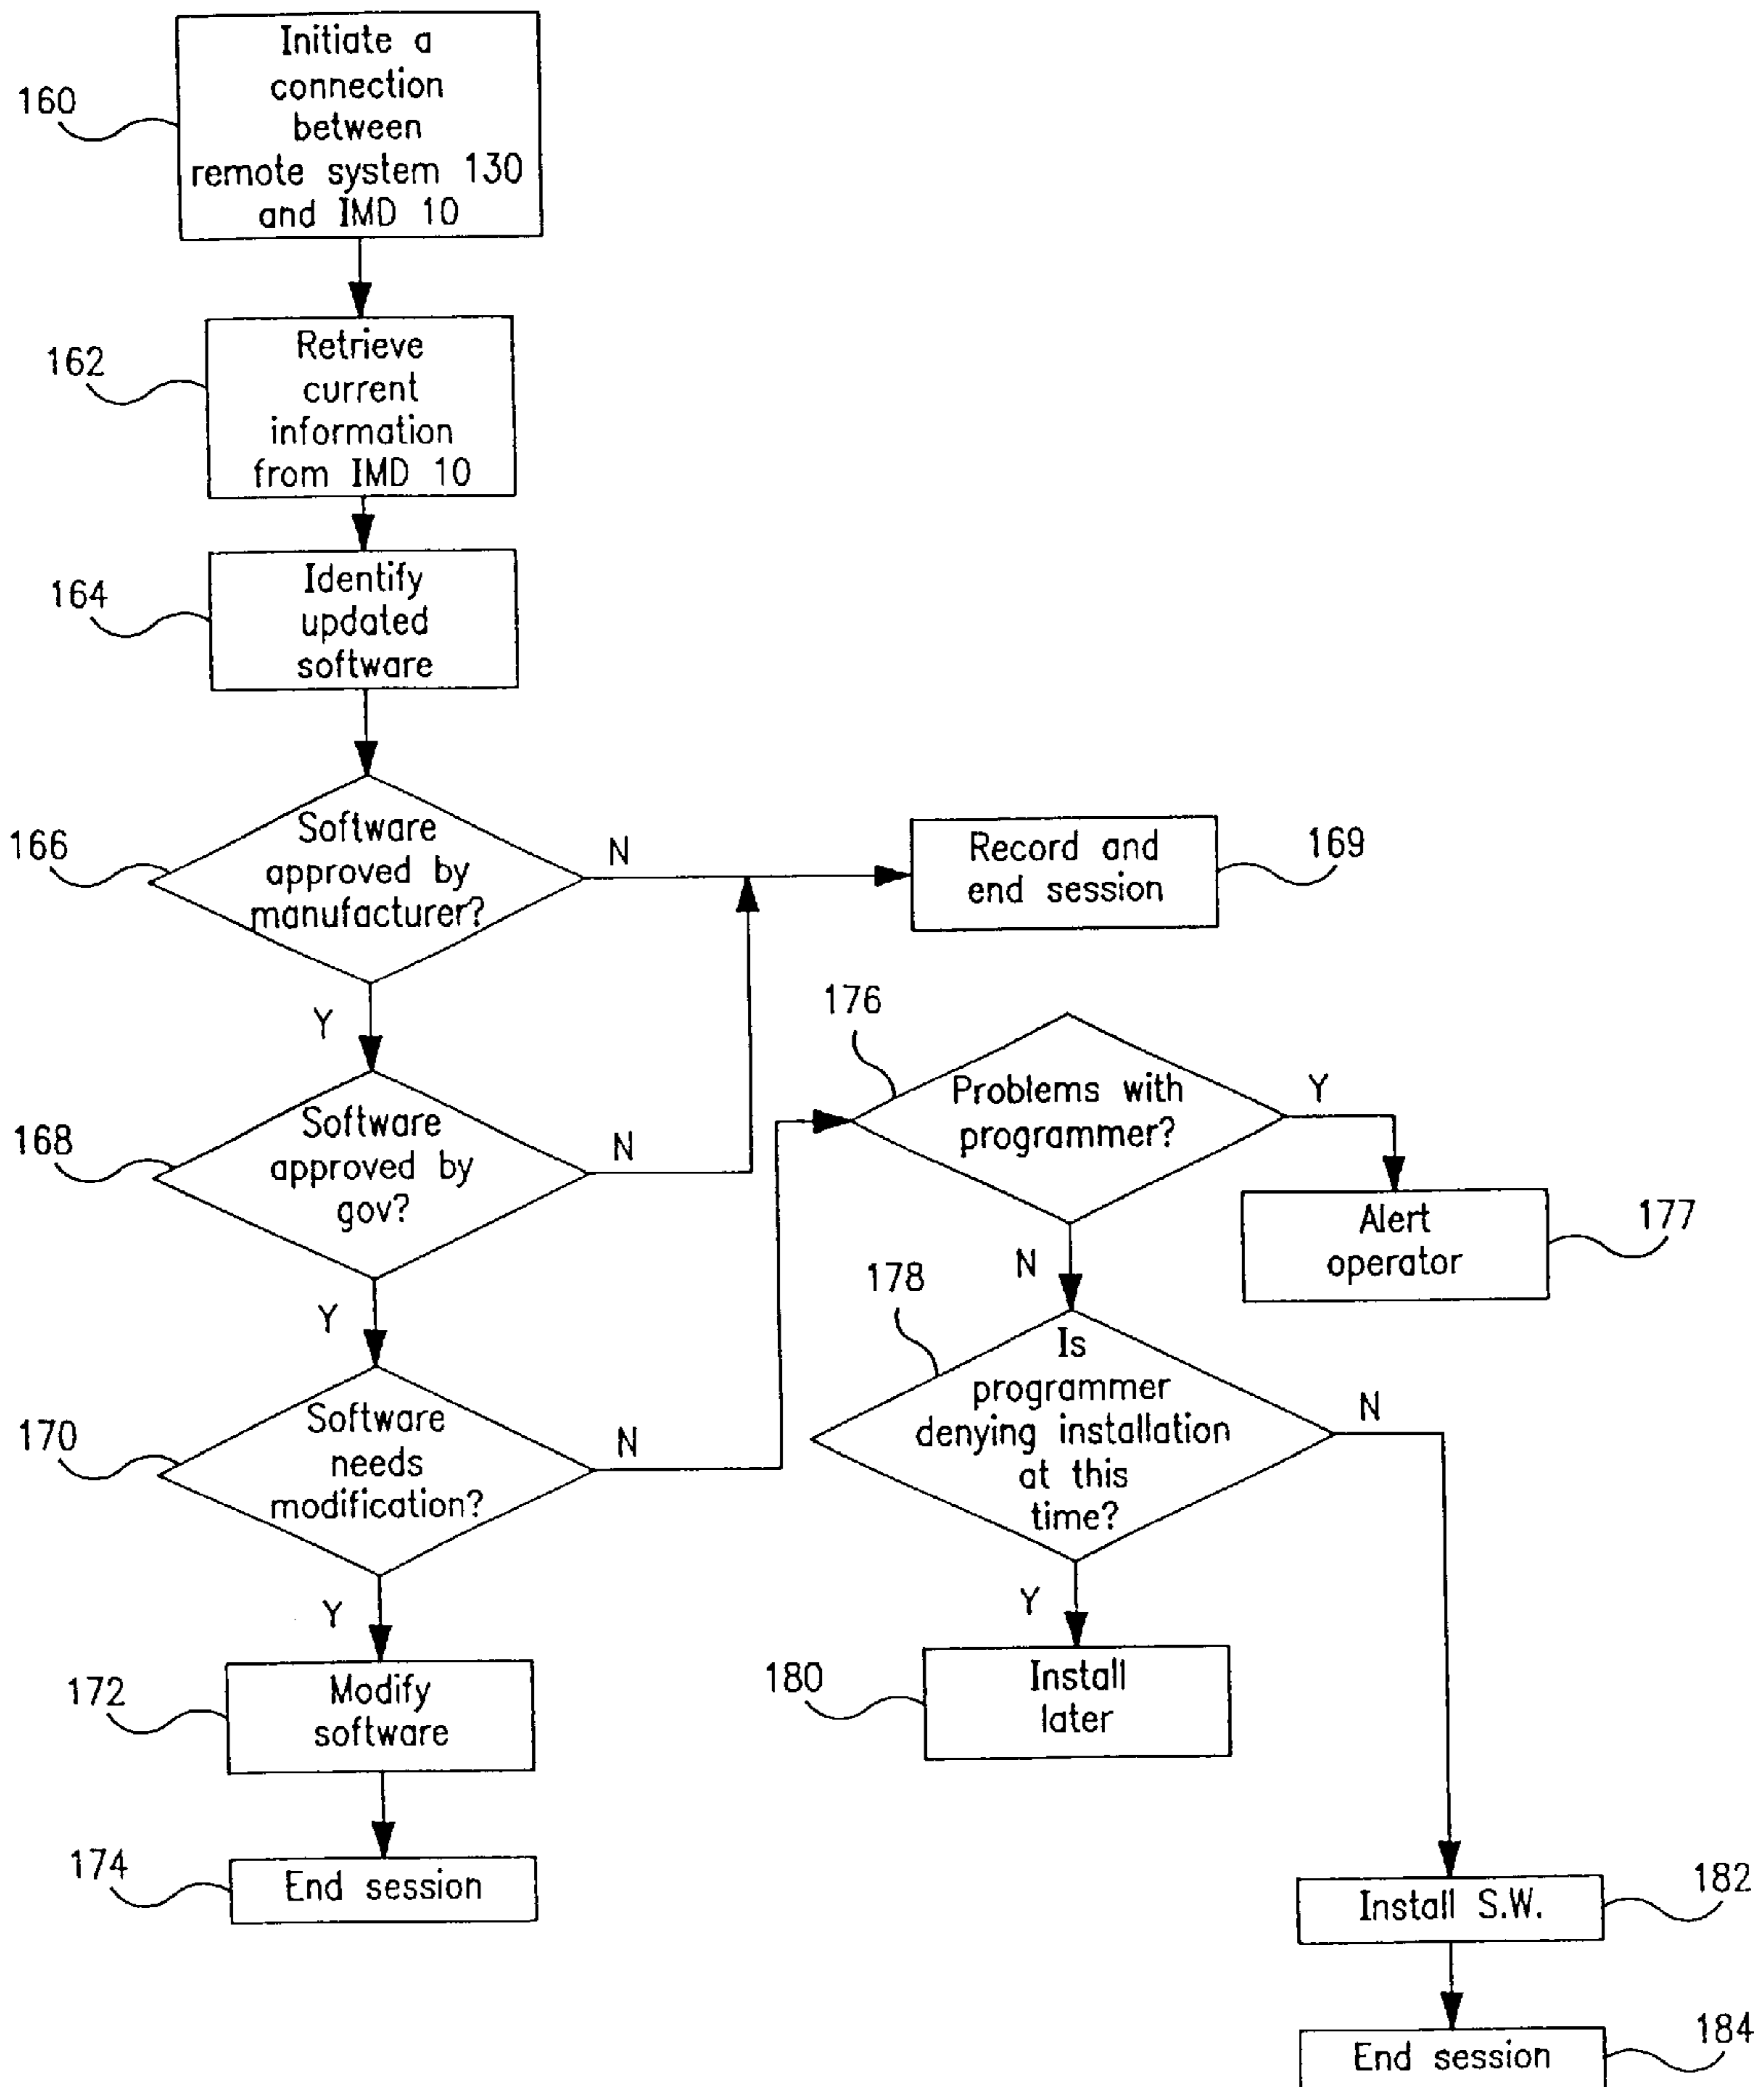 160
Initiate a
connection
between
remote system 130
and IMD 10
162
Retrieve
current
information
from IMD 10
164
Identify
updated
software
166
Software
approved by
manufacturer?
N
Record and
end session
169
Y
168
Software
approved by
gov?
N
176
Problems with
programmer?
Y
Alert
operator
177
Y
N
170
Software
needs
modification?
N
178
Is
programmer
denying installation
at this
time?
N
Y
Y
172
Modify
software
180
Install
later
174
End session
Install S.W.
182
End session
184